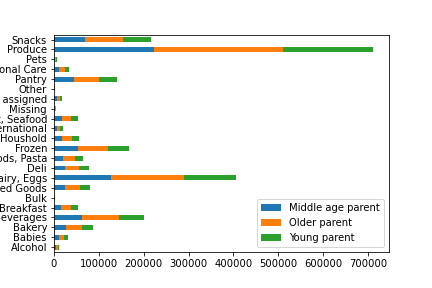 Snacks
Produce
Pets
onal Care
Pantry
Other
assigned
Missing
, Seafood
ernational
Houshold
Frozen
ods, Pasta
Deli
airy, Eggs
ed Goods
Bulk
Breakfast
everages
Bakery
Babies
Alcohol
0 100000 200000 300000 400000 500000 600000 700000
Middle age parent
Older parent
Young parent